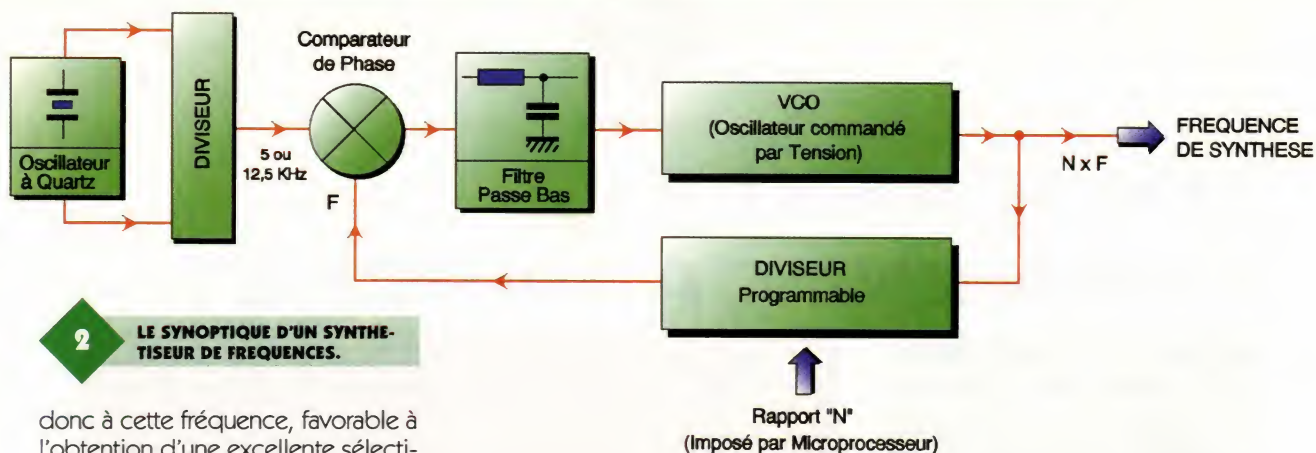 Oscillateur
à Quartz
DIVISEUR
5 ou
12,5 KHz
Comparateur
de Phase
F
Filtre
Passe Bas
VCO
(Oscillateur commandé
par Tension)
N x F
FREQUENCE
DE SYNTHESE
DIVISEUR
Programmable
Rapport "N"
(Imposé par Microprocesseur)
2
LE SYNOPTIQUE D'UN SYNTHE-
TISEUR DE FREQUENCES.
donc à cette fréquence, favorable à
l'obtention d'une excellente sélecti-